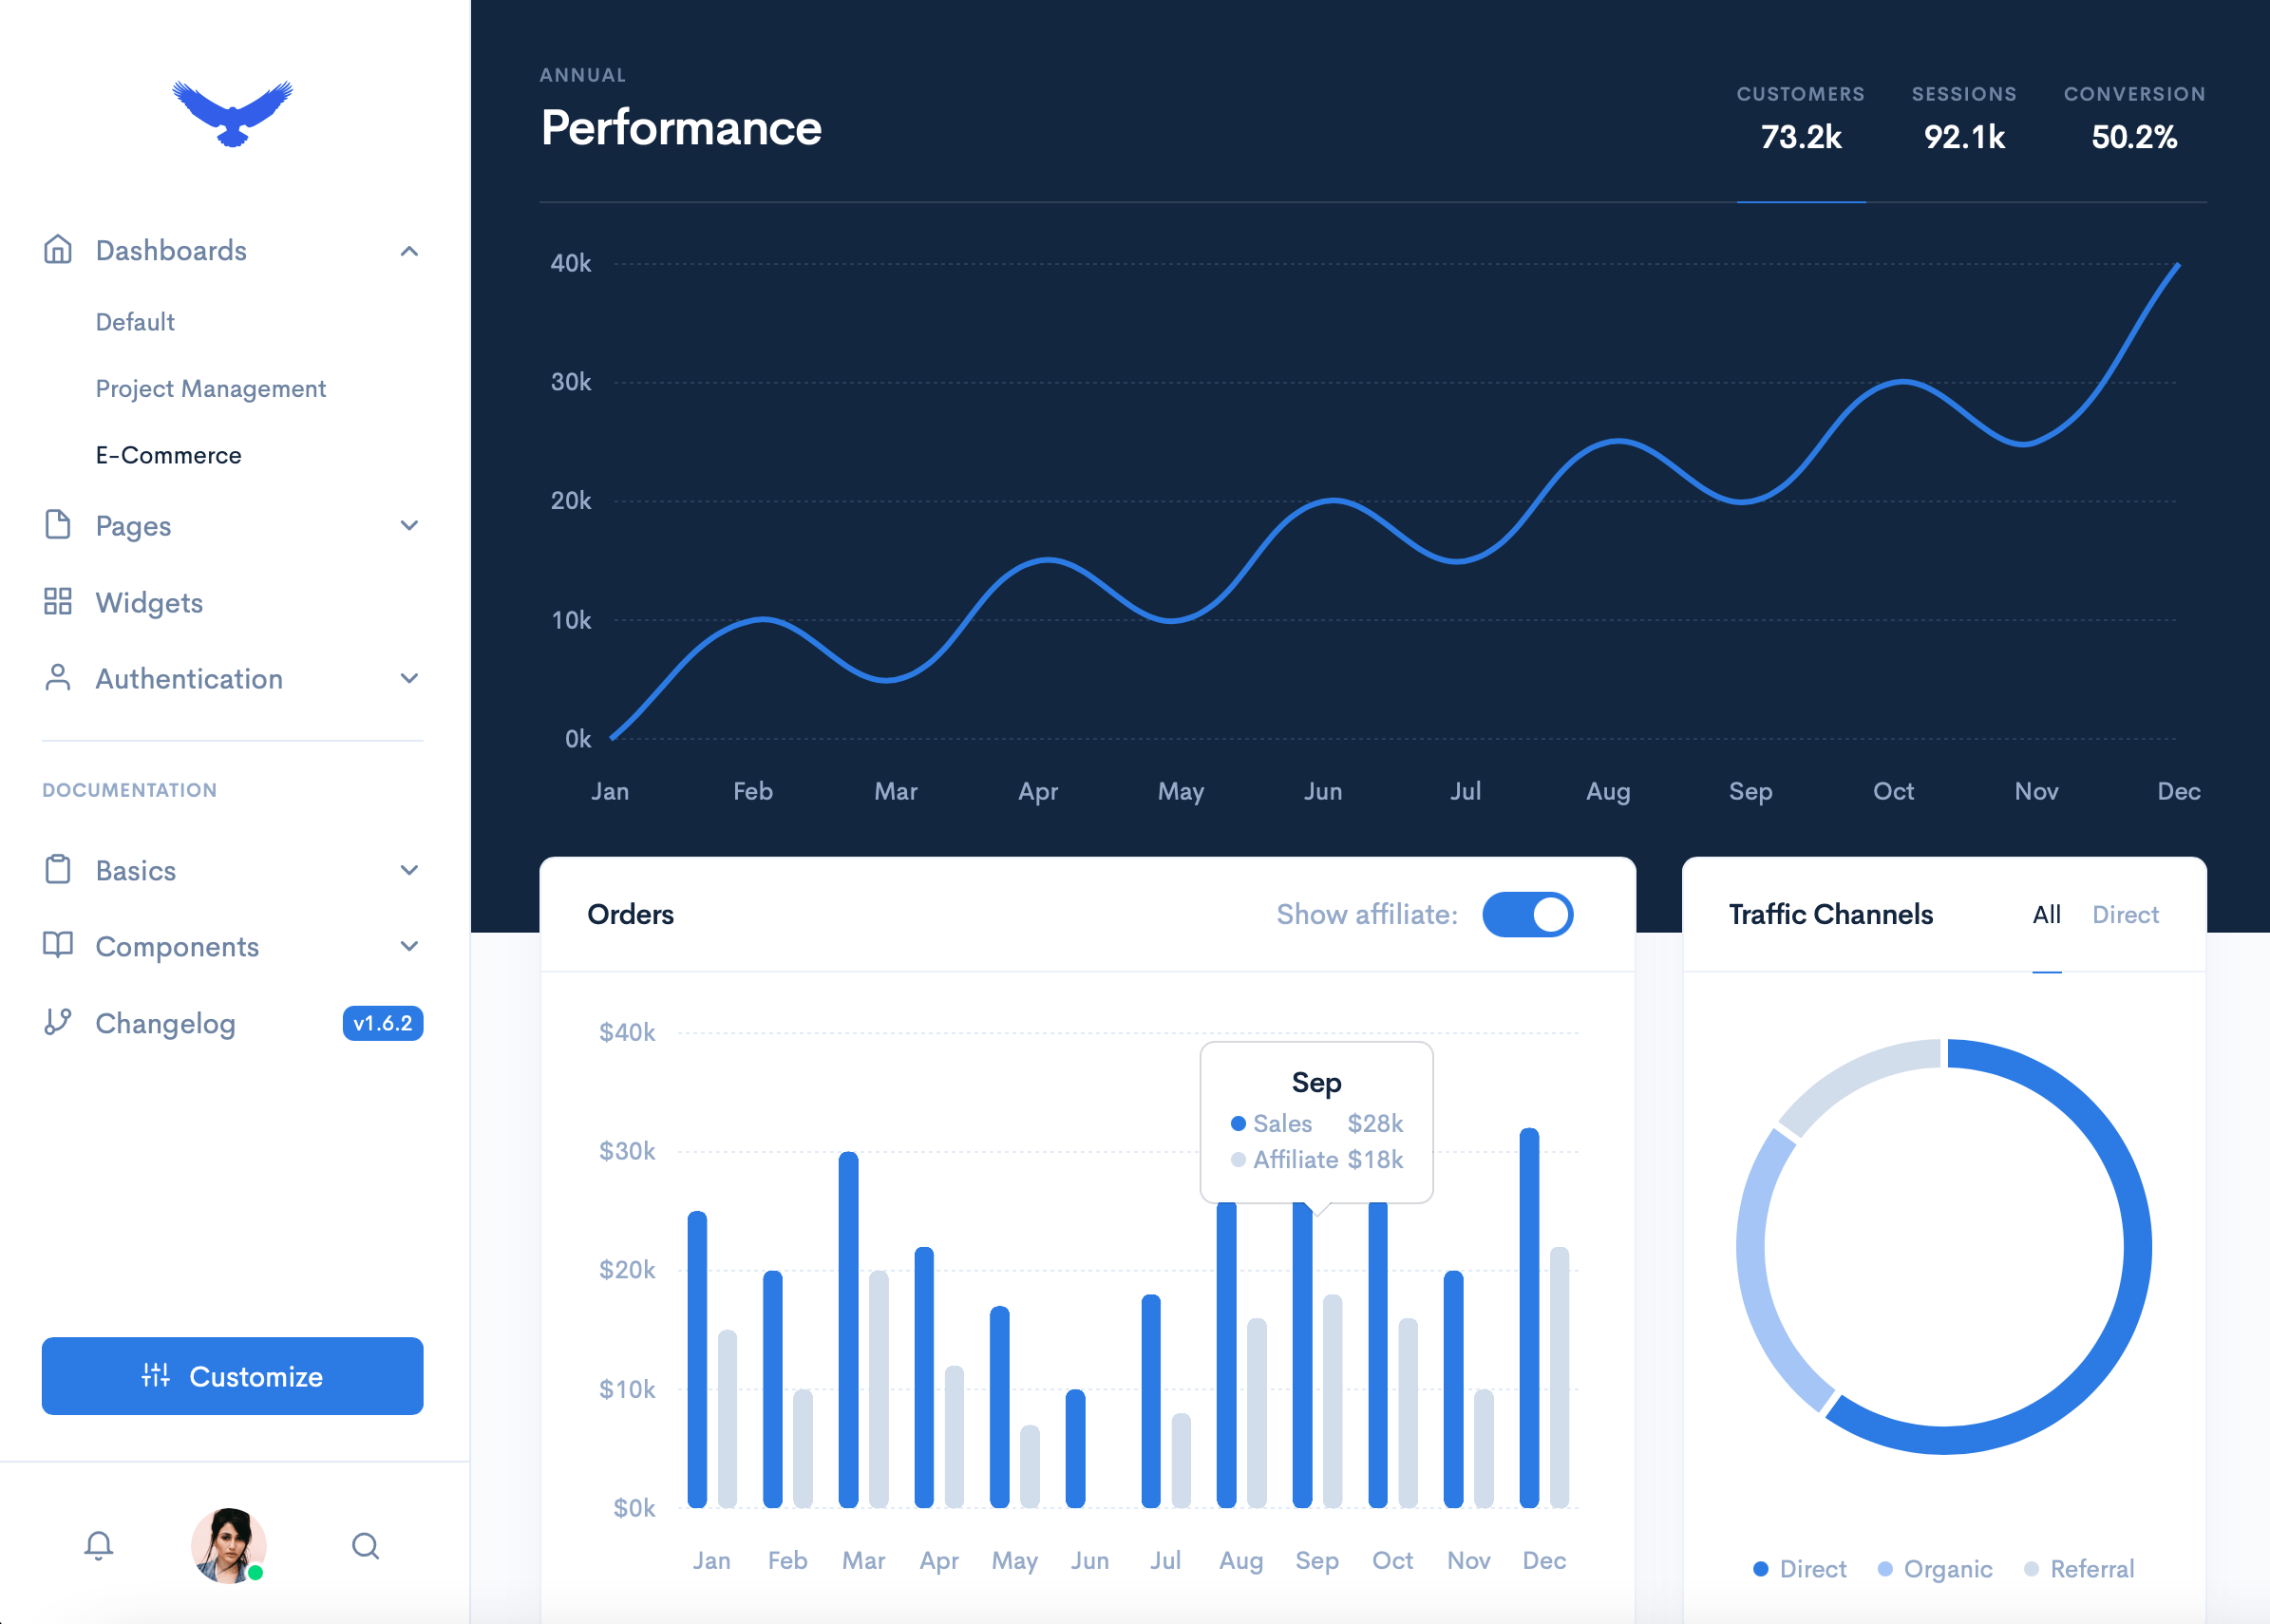 Dashboards
Default
Project Management
E-Commerce
Pages
Widgets
Authentication
DOCUMENTATION
Basics
Components
Changelog v1.6.2
Customize
ANNUAL
Performance
CUSTOMERS SESSIONS CONVERSION
73.2k 92.1k 50.2%
40k
30k
20k
10k
0k
Jan Feb Mar Apr May Jun Jul Aug Sep Oct Nov Dec
Orders Show affiliate:
$40k
$30k
$20k
$10k
$0k
Sep
Sales $28k
Affiliate $18k
Jan Feb Mar Apr May Jun Jul Aug Sep Oct Nov Dec
Traffic Channels All Direct
Direct Organic Referral